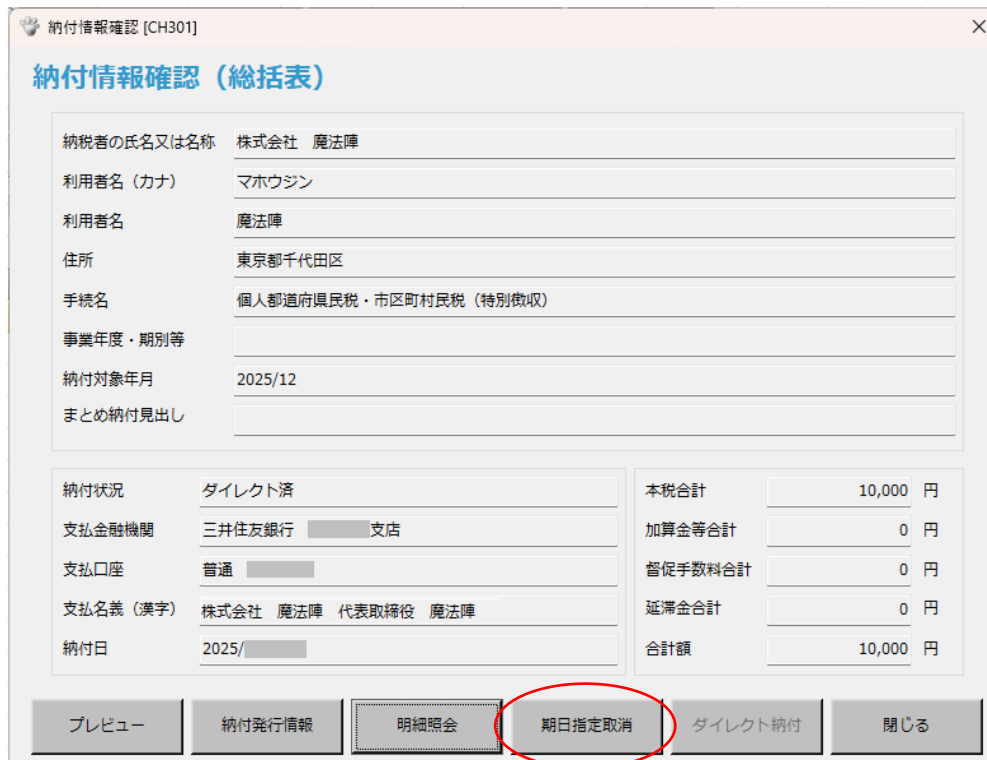 納付情報確認 [CH301]
納付情報確認（総括表）
納税者の氏名又は名称 株式会社　魔法陣
利用者名（カナ） マホウジン
利用者名 魔法陣
住所 東京都千代田区
手続名 個人都道府県民税・市区町村民税（特別徴収）
事業年度・期別等
納付対象年月 2025/12
まとめ納付見出し
納付状況 ダイレクト済
支払金融機関 三井住友銀行 支店
支払口座 普通
支払名義（漢字） 株式会社　魔法陣　代表取締役　魔法陣
納付日 2025/
本税合計 10,000 円
加算金等合計 0 円
督促手数料合計 0 円
延滞金合計 0 円
合計額 10,000 円
プレビュー 納付発行情報 明細照会 期日指定取消 ダイレクト納付 閉じる